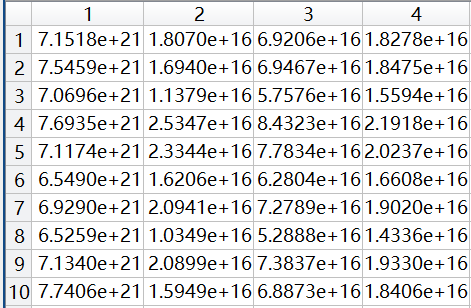 1 2 3 4
1 7.1518e+21 1.8070e+16 6.9206e+16 1.8278e+16
2 7.5459e+21 1.6940e+16 6.9467e+16 1.8475e+16
3 7.0696e+21 1.1379e+16 5.7576e+16 1.5594e+16
4 7.6935e+21 2.5347e+16 8.4323e+16 2.1918e+16
5 7.1174e+21 2.3344e+16 7.7834e+16 2.0237e+16
6 6.5490e+21 1.6206e+16 6.2804e+16 1.6608e+16
7 6.9290e+21 2.0941e+16 7.2789e+16 1.9020e+16
8 6.5259e+21 1.0349e+16 5.2888e+16 1.4336e+16
9 7.1340e+21 2.0899e+16 7.3837e+16 1.9330e+16
10 7.7406e+21 1.5949e+16 6.8873e+16 1.8406e+16